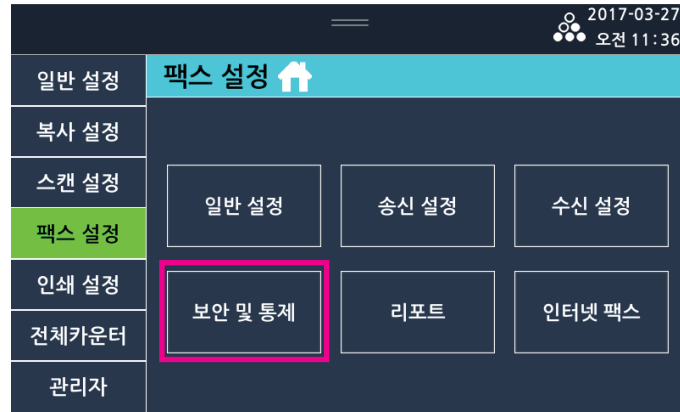 2017-03-27
오전 11:36
일반 설정
팩스 설정
복사 설정
스캔 설정
팩스 설정
인쇄 설정
전체카운터
관리자
일반 설정
송신 설정
수신 설정
보안 및 통제
리포트
인터넷 팩스